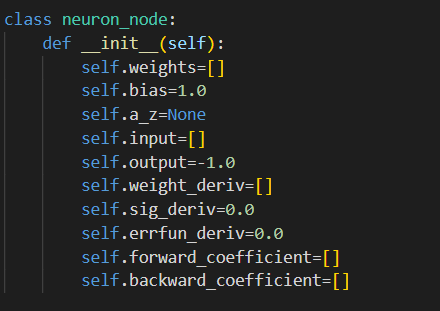 class neuron_node:
    def __init__(self):
        self.weights=[]
        self.bias=1.0
        self.a_z=None
        self.input=[]
        self.output=-1.0
        self.weight_deriv=[]
        self.sig_deriv=0.0
        self.errfun_deriv=0.0
        self.forward_coefficient=[]
        self.backward_coefficient=[]